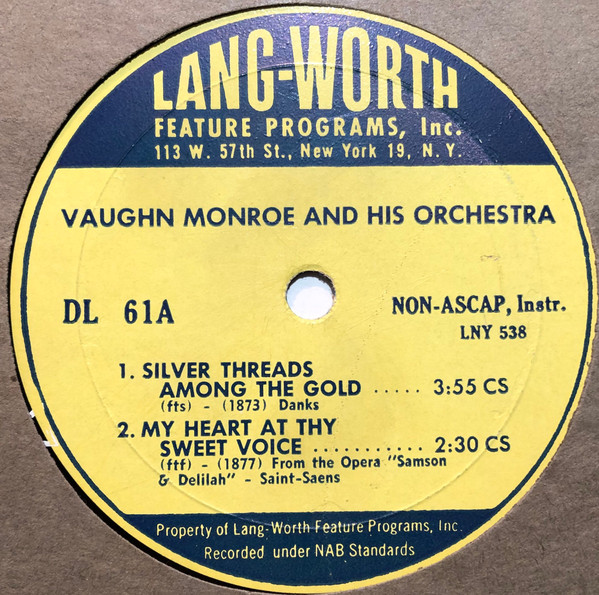 LANG-WORTH
FEATURE PROGRAMS, Inc.
113 W. 57th St., New York 19, N. Y.
VAUGHN MONROE AND HIS ORCHESTRA
DL 61A
NON-ASCAP, Instr.
LNY 538
1. SILVER THREADS
AMONG THE GOLD ..... 3:55 CS
(fts) - (1873) Danks
2. MY HEART AT THY
SWEET VOICE ........... 2:30 CS
(ftf) - (1877) From the Opera "Samson
& Delilah" - Saint-Saens
Property of Lang-Worth Feature Programs, Inc.
Recorded under NAB Standards